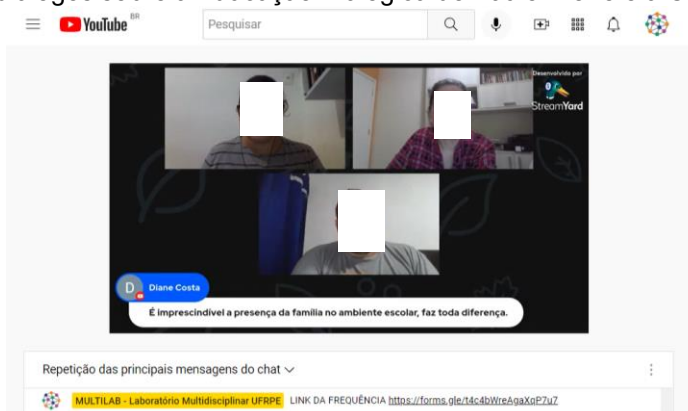 YouTube BR
Pesquisar
Desenvolvido por
StreamYard
D Diane Costa
É imprescindível a presença da família no ambiente escolar, faz toda diferença.
Repetição das principais mensagens do chat
MULTILAB - Laboratório Multidisciplinar UFRPE LINK DA FREQUÊNCIA https://forms.gle/t4c4bWreAgaXqP7u7